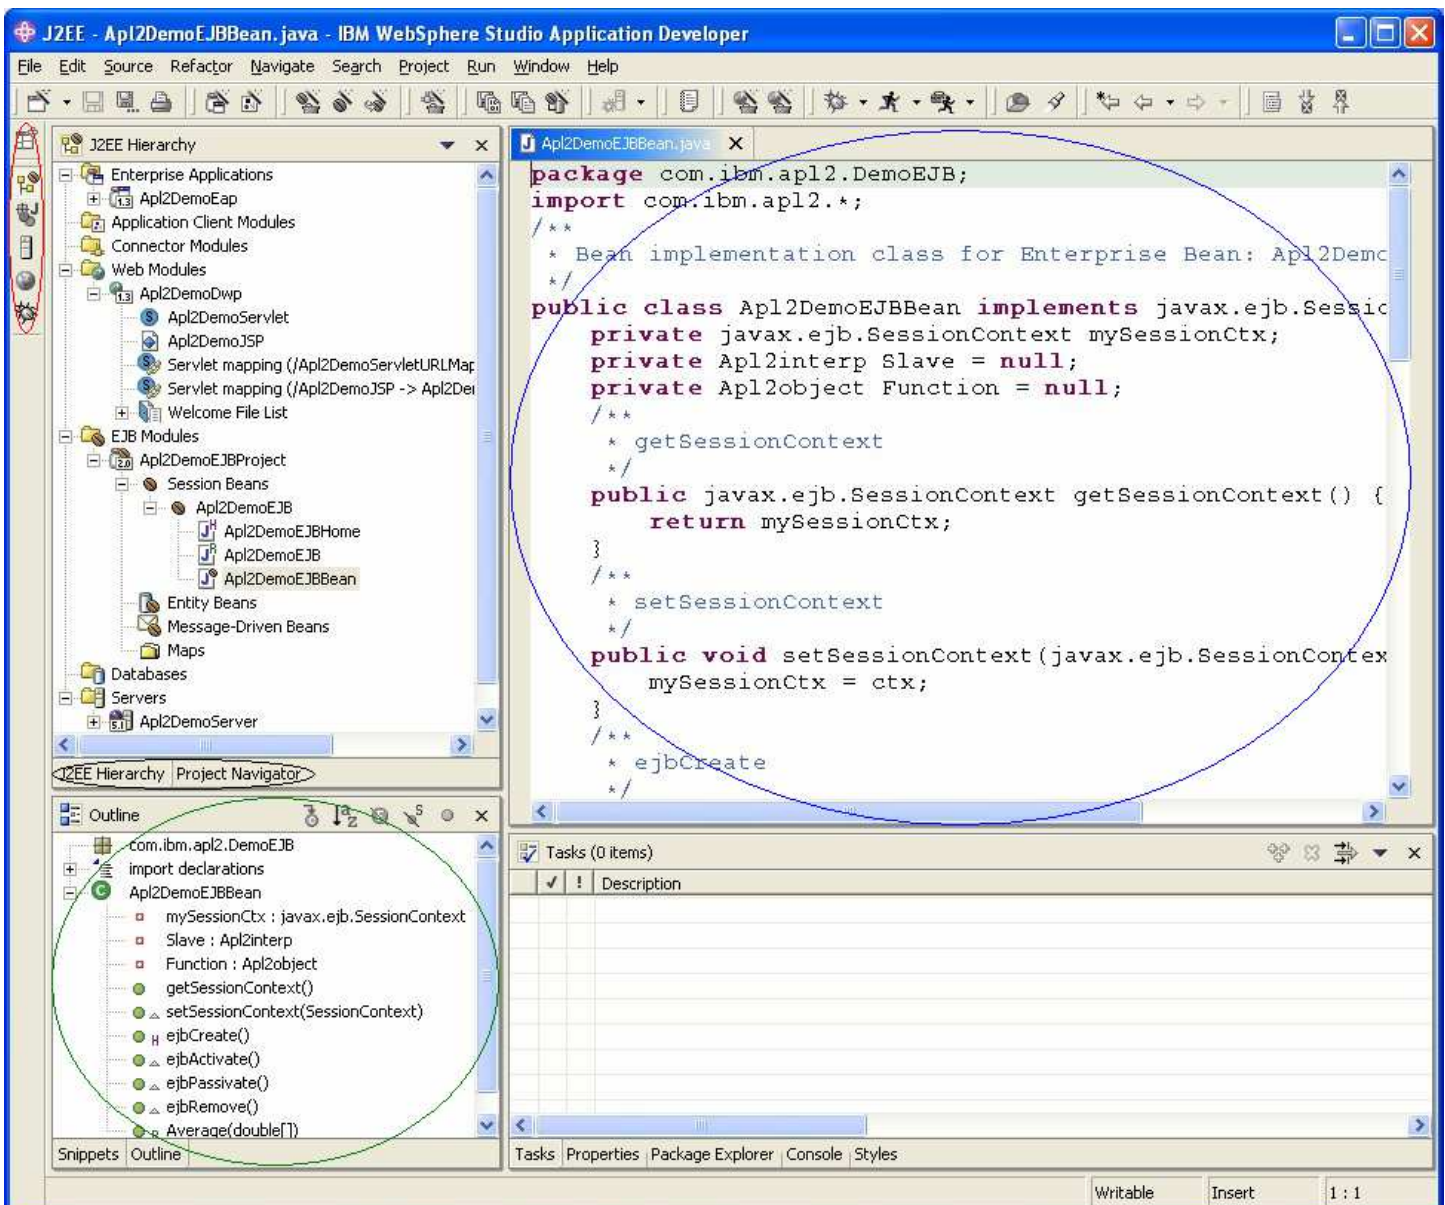 J2EE - Apl2DemoEJBBean.java - IBM WebSphere Studio Application Developer
File Edit Source Refactor Navigate Search Project Run Window Help
J2EE Hierarchy
Enterprise Applications
1.3 Apl2DemoEap
Application Client Modules
Connector Modules
Web Modules
1.3 Apl2DemoDwp
Apl2DemoServlet
Apl2DemoJSP
Servlet mapping (/Apl2DemoServletURLMap
Servlet mapping (/Apl2DemoJSP -> Apl2De
Welcome File List
EJB Modules
2.0 Apl2DemoEJBProject
Session Beans
Apl2DemoEJB
Apl2DemoEJBHome
Apl2DemoEJB
Apl2DemoEJBBean
Entity Beans
Message-Driven Beans
Maps
Databases
Servers
5.1 Apl2DemoServer
J2EE Hierarchy Project Navigator
Outline
com.ibm.apl2.DemoEJB
import declarations
Apl2DemoEJBBean
mySessionCtx : javax.ejb.SessionContext
Slave : Apl2interp
Function : Apl2object
getSessionContext()
setSessionContext(SessionContext)
ejbCreate()
ejbActivate()
ejbPassivate()
ejbRemove()
Average(double[])
Snippets Outline
Apl2DemoEJBBean.java
package com.ibm.apl2.DemoEJB;
import com.ibm.apl2.*;
/**
* Bean implementation class for Enterprise Bean: Apl2Demo
*/
public class Apl2DemoEJBBean implements javax.ejb.Sessio
private javax.ejb.SessionContext mySessionCtx;
private Apl2interp Slave = null;
private Apl2object Function = null;
/**
* getSessionContext
*/
public javax.ejb.SessionContext getSessionContext() {
return mySessionCtx;
}
/**
* setSessionContext
*/
public void setSessionContext(javax.ejb.SessionContex
mySessionCtx = ctx;
}
/**
* ejbCreate
*/
Tasks (0 items)
✓ ! Description
Tasks Properties Package Explorer Console Styles
Writable Insert 1 : 1